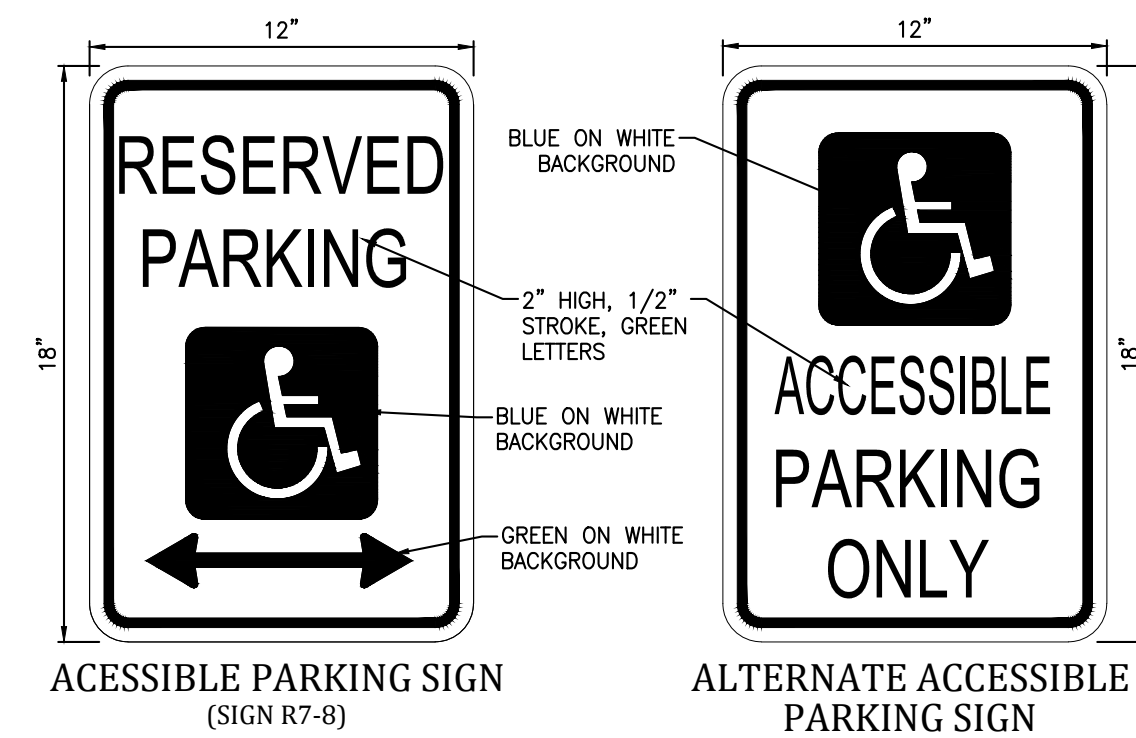 12"
12"
RESERVED
PARKING
18"
BLUE ON WHITE
BACKGROUND
2" HIGH, 1/2"
STROKE, GREEN
LETTERS
BLUE ON WHITE
BACKGROUND
GREEN ON WHITE
BACKGROUND
ACCESSIBLE
PARKING
ONLY
18"
ACESSIBLE PARKING SIGN
(SIGN R7-8)
ALTERNATE ACCESSIBLE
PARKING SIGN